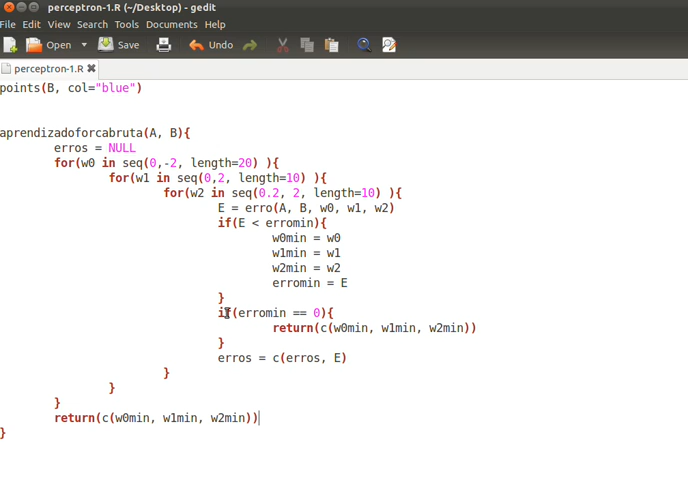 perceptron-1.R (~/Desktop) - gedit
File Edit View Search Tools Documents Help
Open Save Undo
perceptron-1.R
points(B, col="blue")
aprendizadoforcabruta(A, B){
erros = NULL
for(w0 in seq(0,-2, length=20) ){
for(w1 in seq(0,2, length=10) ){
for(w2 in seq(0.2, 2, length=10) ){
E = erro(A, B, w0, w1, w2)
if(E < erromin){
w0min = w0
w1min = w1
w2min = w2
erromin = E
}
if(erromin == 0){
return(c(w0min, w1min, w2min))
}
erros = c(erros, E)
}
}
}
return(c(w0min, w1min, w2min))
}